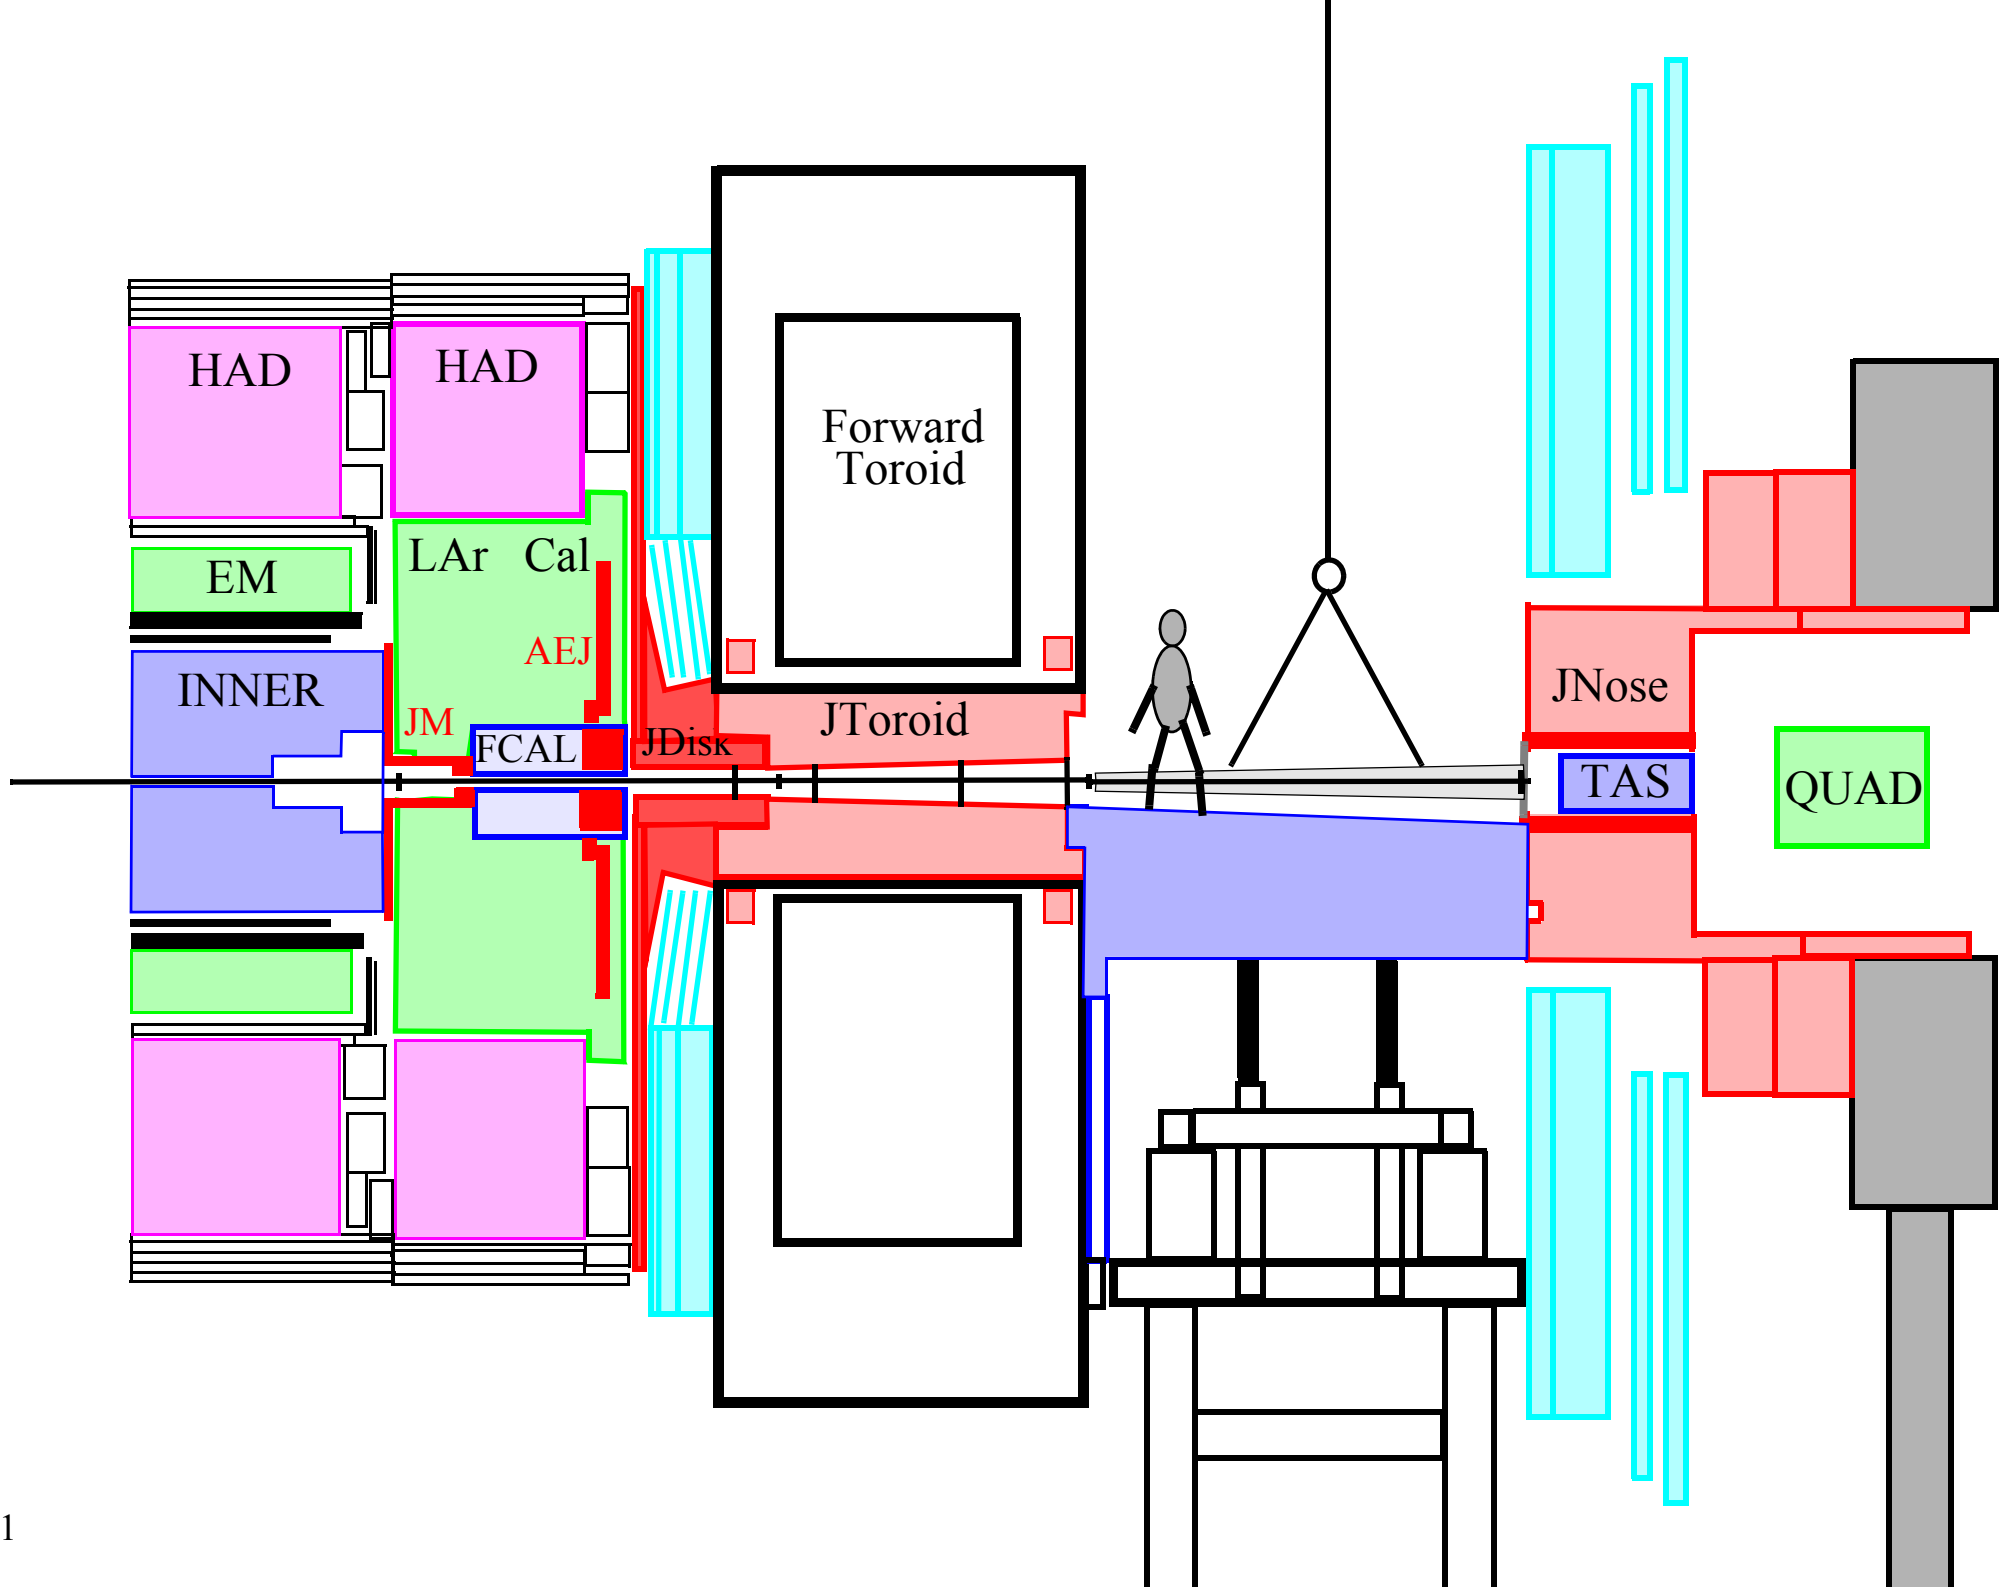 HAD
HAD
Forward
Toroid
LAr Cal
EM
AEJ
INNER
JM
JNose
JToroid
FCAL
JDisk
TAS
QUAD
1